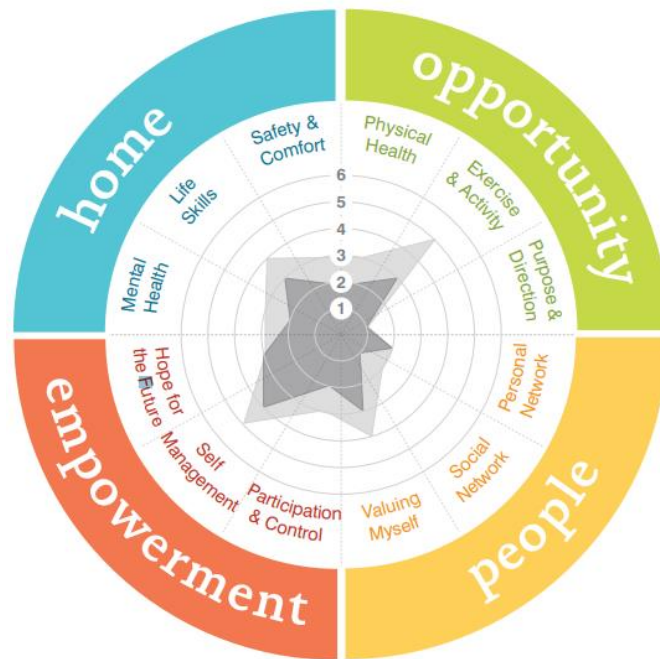 home
opportunity
Safety &
Comfort
Physical
Health
Life
Skills
Exercise
& Activity
Mental
Health
Purpose &
Direction
6
5
4
3
2
1
Hope for
the Future
Personal
Network
Self
Management
Social
Network
Participation
& Control
Valuing
Myself
empowerment
people